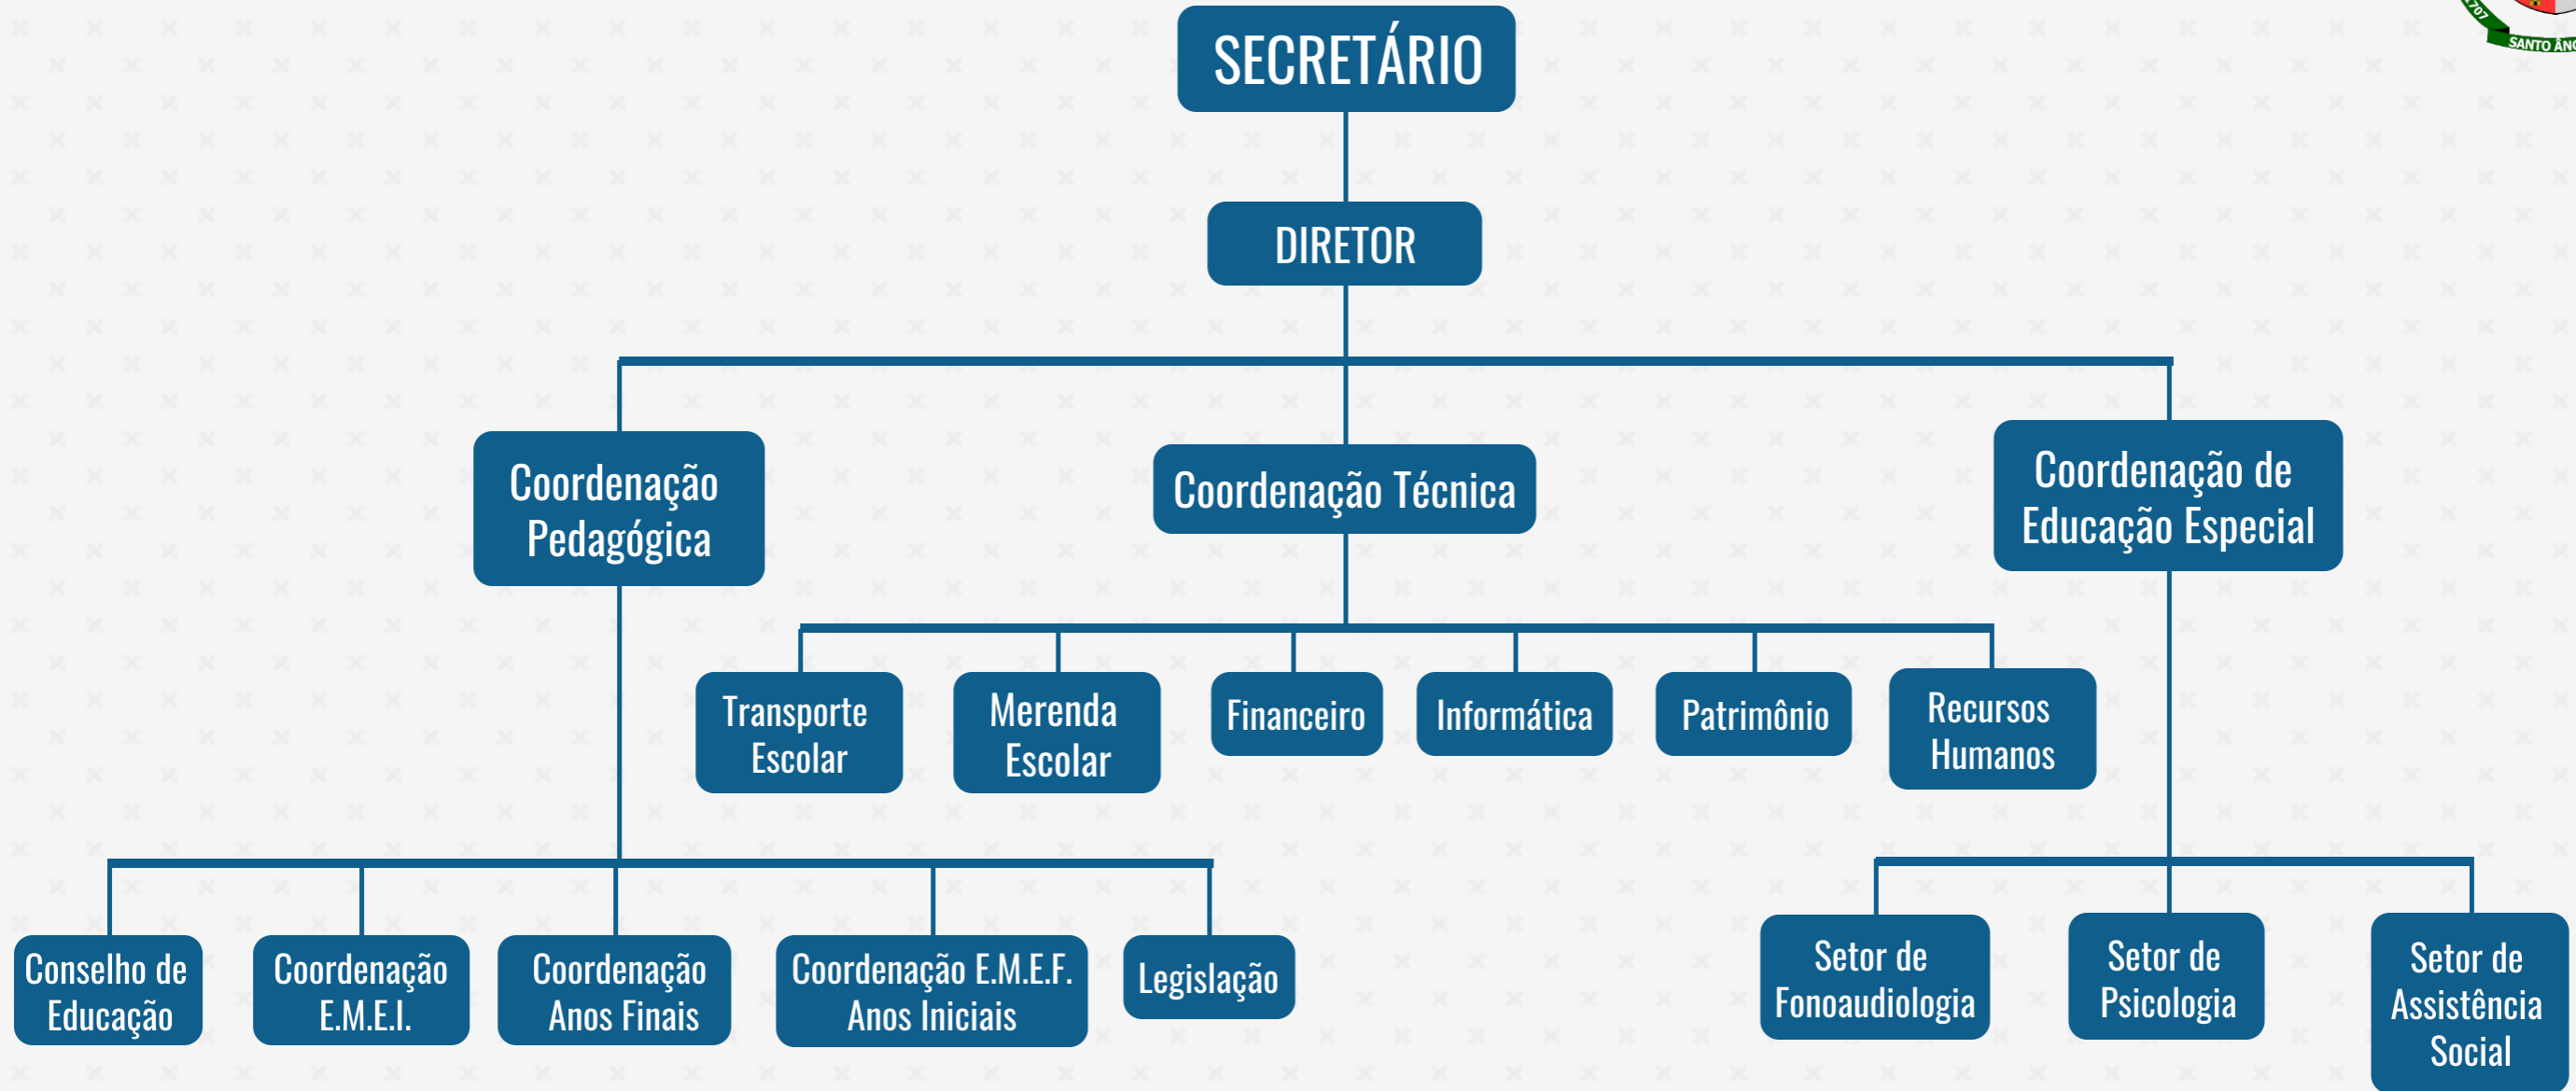 1707
SECRETÁRIO
DIRETOR
Coordenação
Pedagógica
Coordenação Técnica
Coordenação de
Educação Especial
Transporte
Escolar
Merenda
Escolar
Financeiro
Informática
Patrimônio
Recursos
Humanos
Conselho de
Educação
Coordenação
E.M.E.I.
Coordenação
Anos Finais
Coordenação E.M.E.F.
Anos Iniciais
Legislação
Setor de
Fonoaudiologia
Setor de
Psicologia
Setor de
Assistência
Social
SANTO